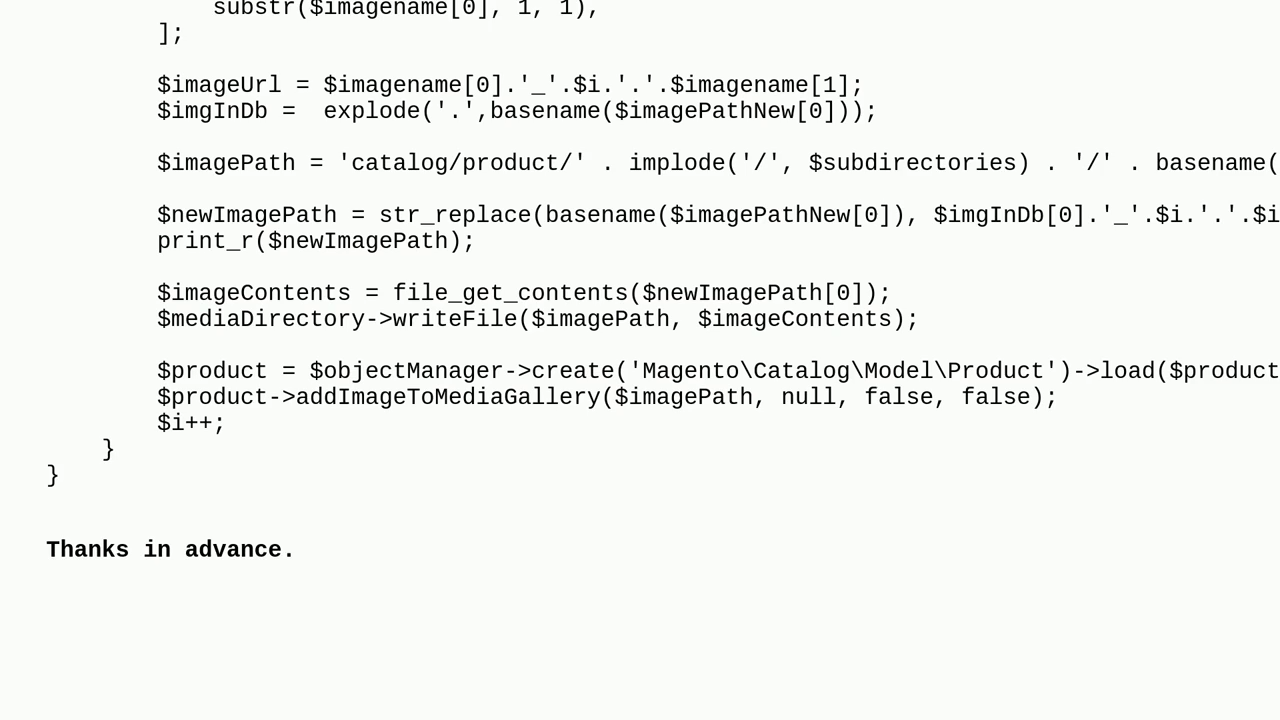 substr($imagename[0], 1, 1),
];
$imageUrl = $imagename[0].'_'.$i.'.'.$imagename[1];
$imgInDb =  explode('.',basename($imagePathNew[0]));
$imagePath = 'catalog/product/' . implode('/', $subdirectories) . '/' . basename(
$newImagePath = str_replace(basename($imagePathNew[0]), $imgInDb[0].'_'.$i.'.'.$i
print_r($newImagePath);
$imageContents = file_get_contents($newImagePath[0]);
$mediaDirectory->writeFile($imagePath, $imageContents);
$product = $objectManager->create('Magento\Catalog\Model\Product')->load($product
$product->addImageToMediaGallery($imagePath, null, false, false);
$i++;
}
}
Thanks in advance.